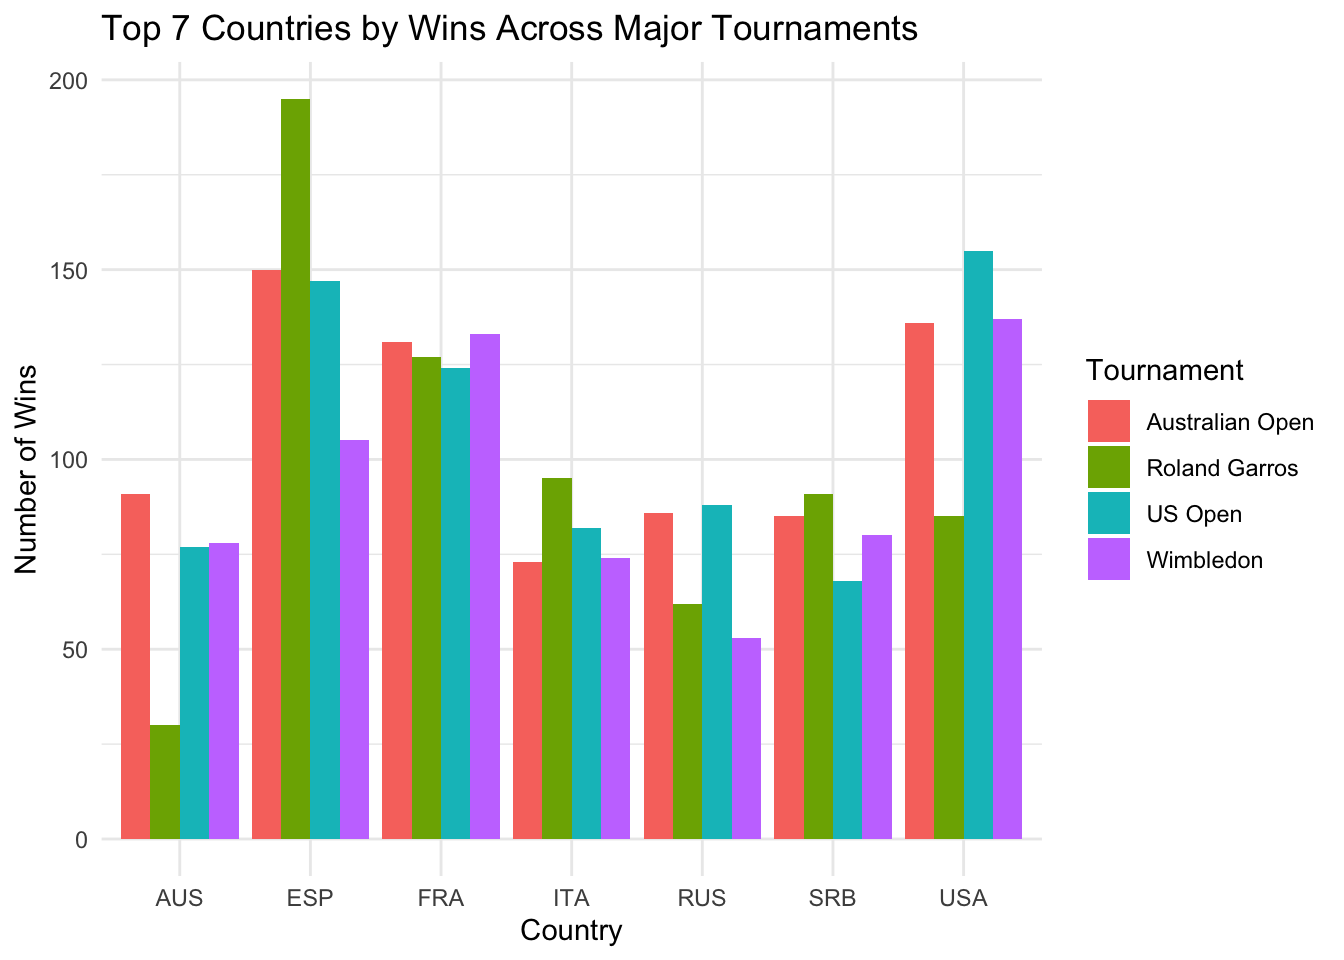 Top 7 Countries by Wins Across Major Tournaments
Number of Wins
200
150
100
50
0
AUS ESP FRA ITA RUS SRB USA
Country
Tournament
Australian Open
Roland Garros
US Open
Wimbledon